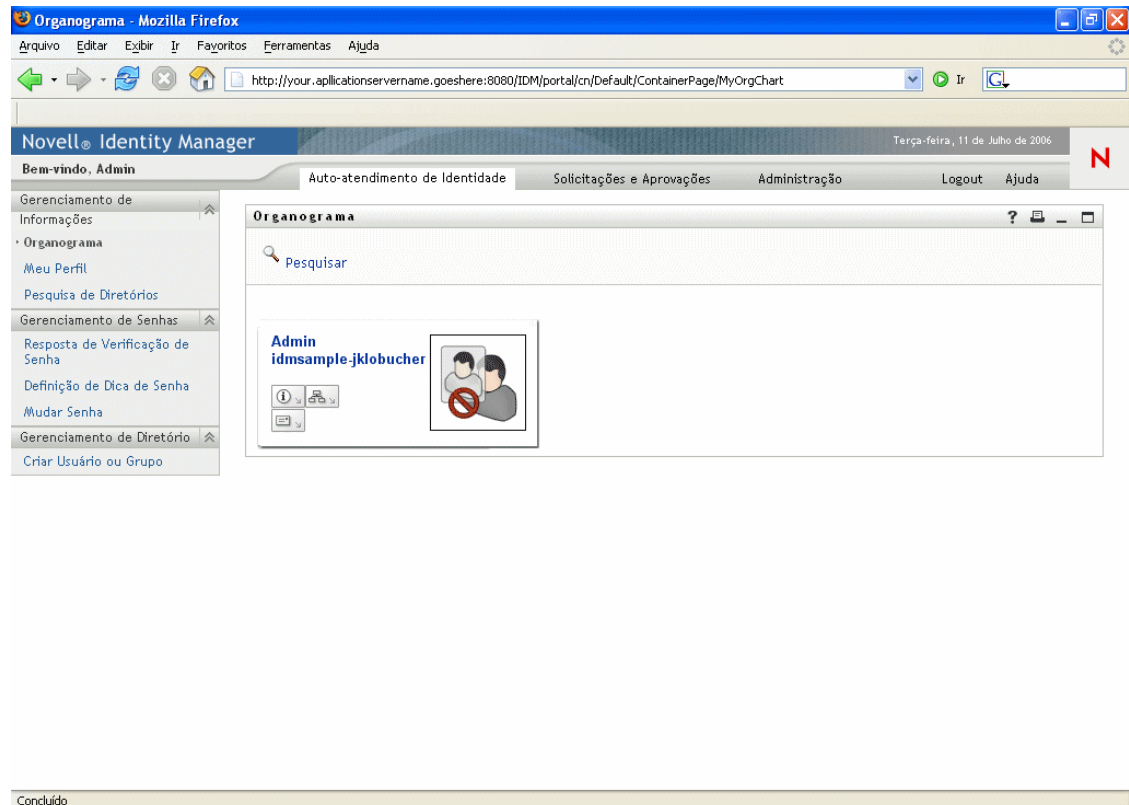 Organograma - Mozilla Firefox
Arquivo Editar Exibir Ir Favoritos Ferramentas Ajuda
http://your.apllicationservername.goeshere:8080/IDM/portal/cn/Default/ContainerPage/MyOrgChart
Ir
G
Novell® Identity Manager
Terça-feira, 11 de Julho de 2006
N
Bem-vindo, Admin
Auto-atendimento de Identidade
Solicitações e Aprovações
Administração
Logout
Ajuda
Gerenciamento de
Informações
Organograma
Meu Perfil
Pesquisa de Diretórios
Gerenciamento de Senhas
Resposta de Verificação de
Senha
Definição de Dica de Senha
Mudar Senha
Gerenciamento de Diretório
Criar Usuário ou Grupo
Organograma
?
Pesquisar
Admin
idmsample-jklobucher
Concluído